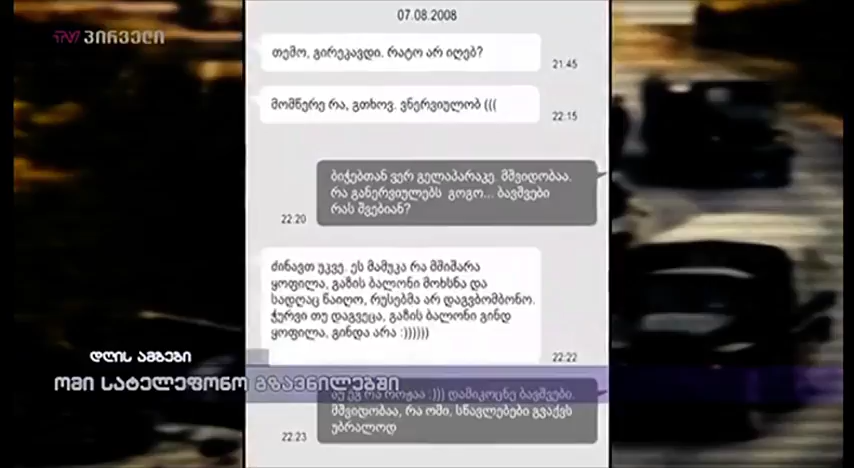 07.08.2008
TV პირველი
თემო, გირეკავდი. რატო არ იღებ?
21:45
მომწერე რა, გთხოვ. ვნერვიულობ (((
22:15
ბიჭებთან ვერ გელაპარაკე. მშვიდობაა.
რა განერვიულებს გოგო... ბავშვები
რას შვებიან?
22:20
ძინავთ უკვე. ეს მამუკა რა მშიშარა
ყოფილა, გაზის ბალონი მოხსნა და
სადღაც წაიღო, რუსებმა არ დაგვბომბონო.
ჭურვი თუ დაგვეცა, გაზის ბალონი გინდ
ყოფილა, გინდა არა :))))))
22:22
დღის ამბები
ომი სატელეფონო გზავნილებში
:))) დამიკოცნე ბავშვები.
მშვიდობაა, რა ომი, სწავლებები გვაქვს
უბრალოდ
22:23